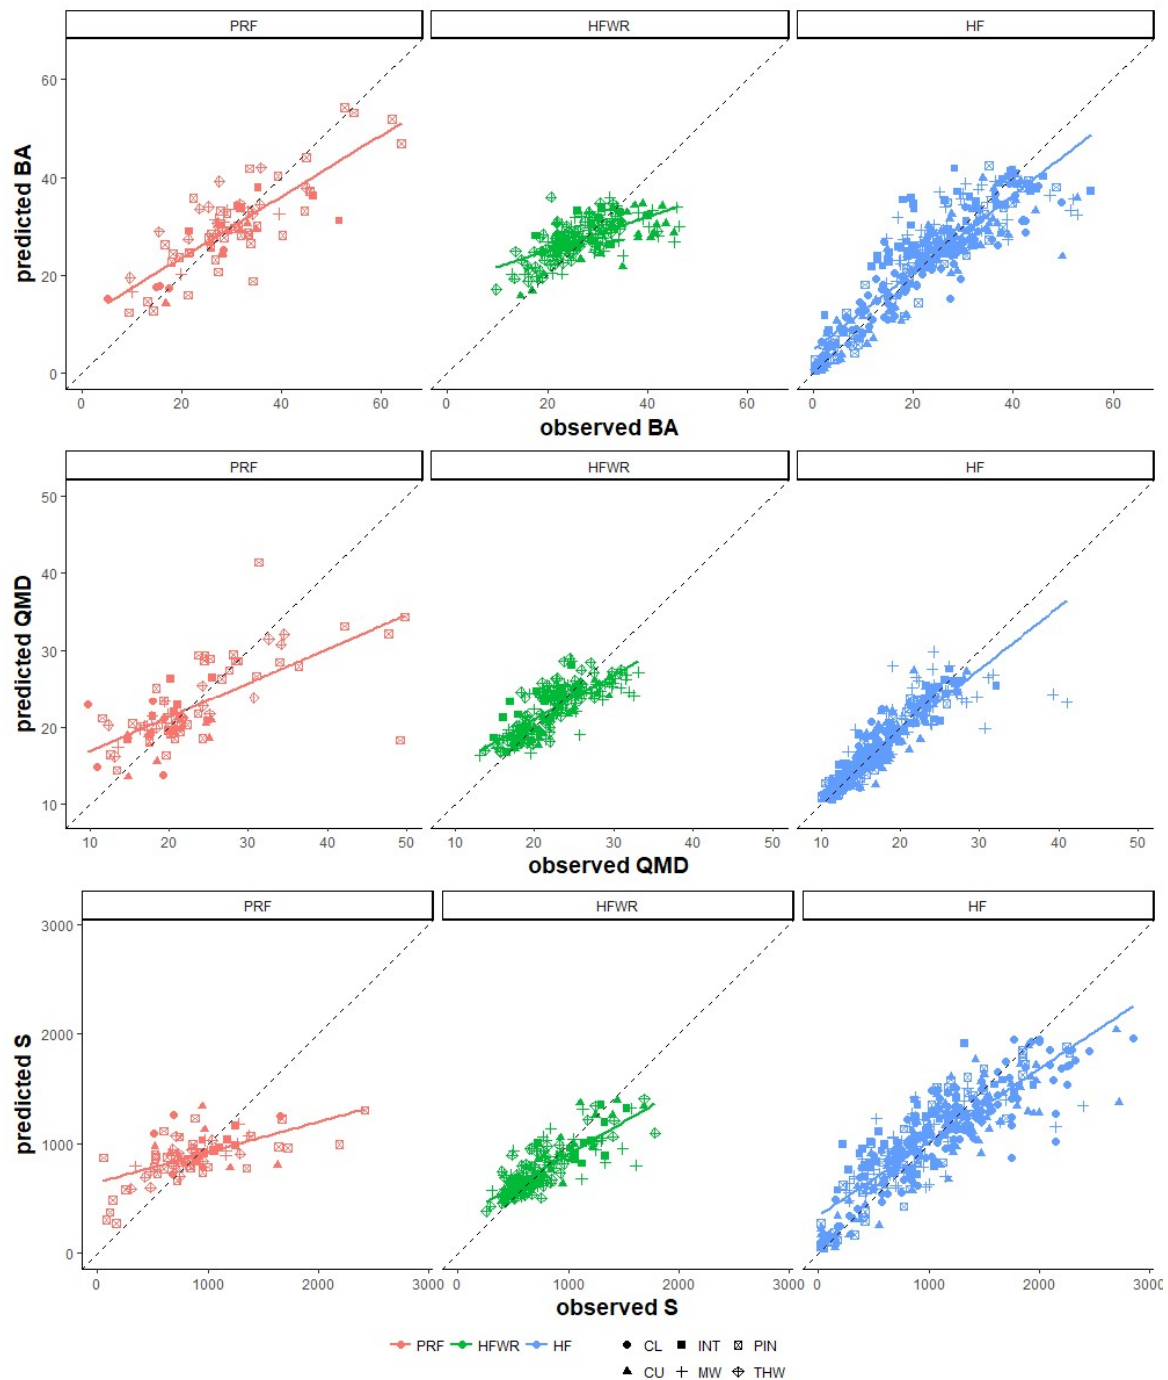 PRF HFWR HF
60
40
20
0
predicted BA
0 20 40 60 0 20 40 60 0 20 40 60
observed BA
PRF HFWR HF
50
40
30
20
10
predicted QMD
10 20 30 40 50 10 20 30 40 50 10 20 30 40 50
observed QMD
PRF HFWR HF
3000
2000
1000
0
predicted S
0 1000 2000 3000 0 1000 2000 3000 0 1000 2000 3000
observed S
PRF HFWR HF CL INT PIN
CU MW THW